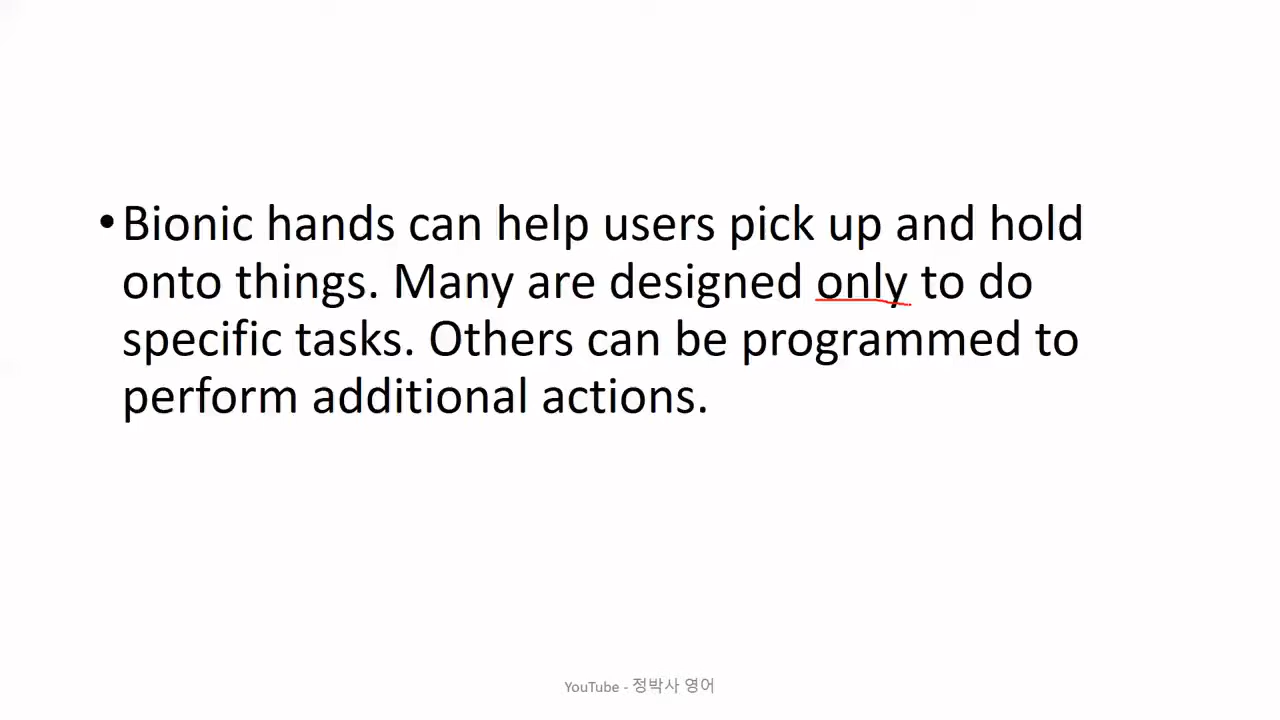 •Bionic hands can help users pick up and hold
onto things. Many are designed only to do
specific tasks. Others can be programmed to
perform additional actions.
YouTube - 정박사 영어